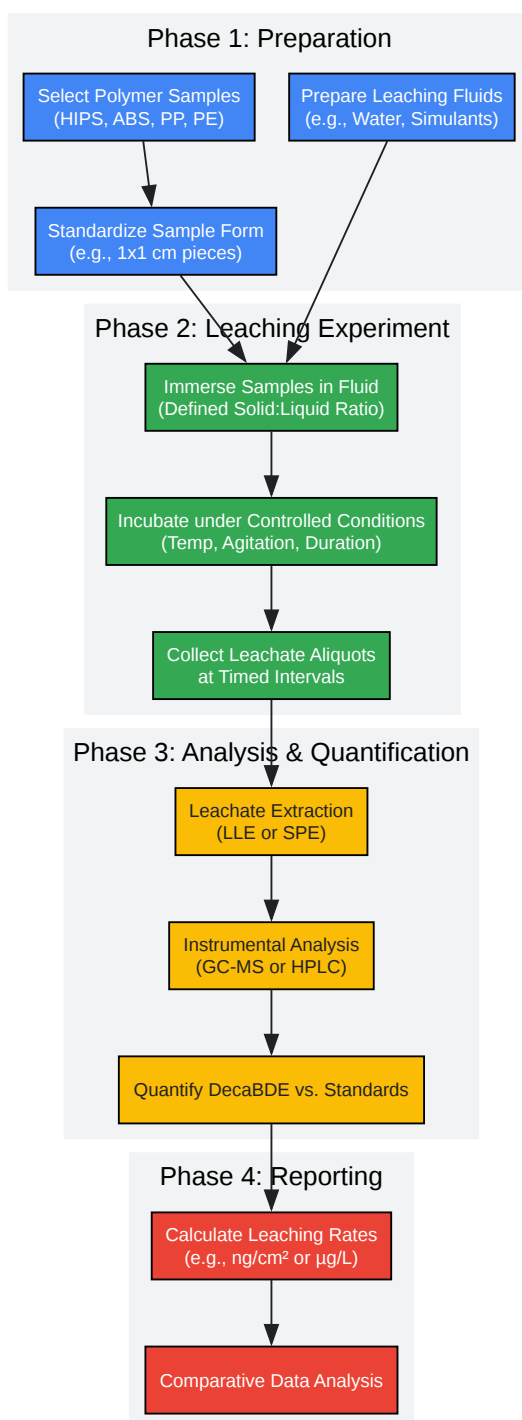 Phase 1: Preparation
Select Polymer Samples
(HIPS, ABS, PP, PE)
Prepare Leaching Fluids
(e.g., Water, Simulants)
Standardize Sample Form
(e.g., 1x1 cm pieces)
Phase 2: Leaching Experiment
Immerse Samples in Fluid
(Defined Solid:Liquid Ratio)
Incubate under Controlled Conditions
(Temp, Agitation, Duration)
Collect Leachate Aliquots
at Timed Intervals
Phase 3: Analysis & Quantification
Leachate Extraction
(LLE or SPE)
Instrumental Analysis
(GC-MS or HPLC)
Quantify DecaBDE vs. Standards
Phase 4: Reporting
Calculate Leaching Rates
(e.g., ng/cm² or µg/L)
Comparative Data Analysis